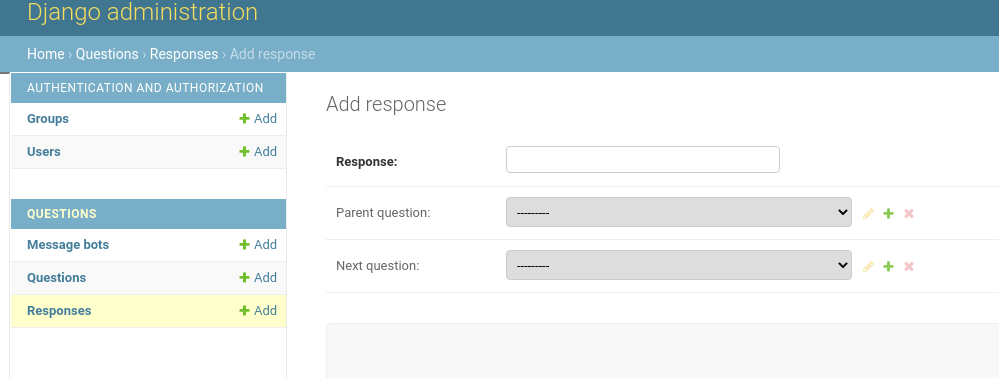 Django administration
Home › Questions › Responses › Add response
AUTHENTICATION AND AUTHORIZATION
Groups + Add
Users + Add
QUESTIONS
Message bots + Add
Questions + Add
Responses + Add
Add response
Response:
Parent question: ---------
Next question: ---------